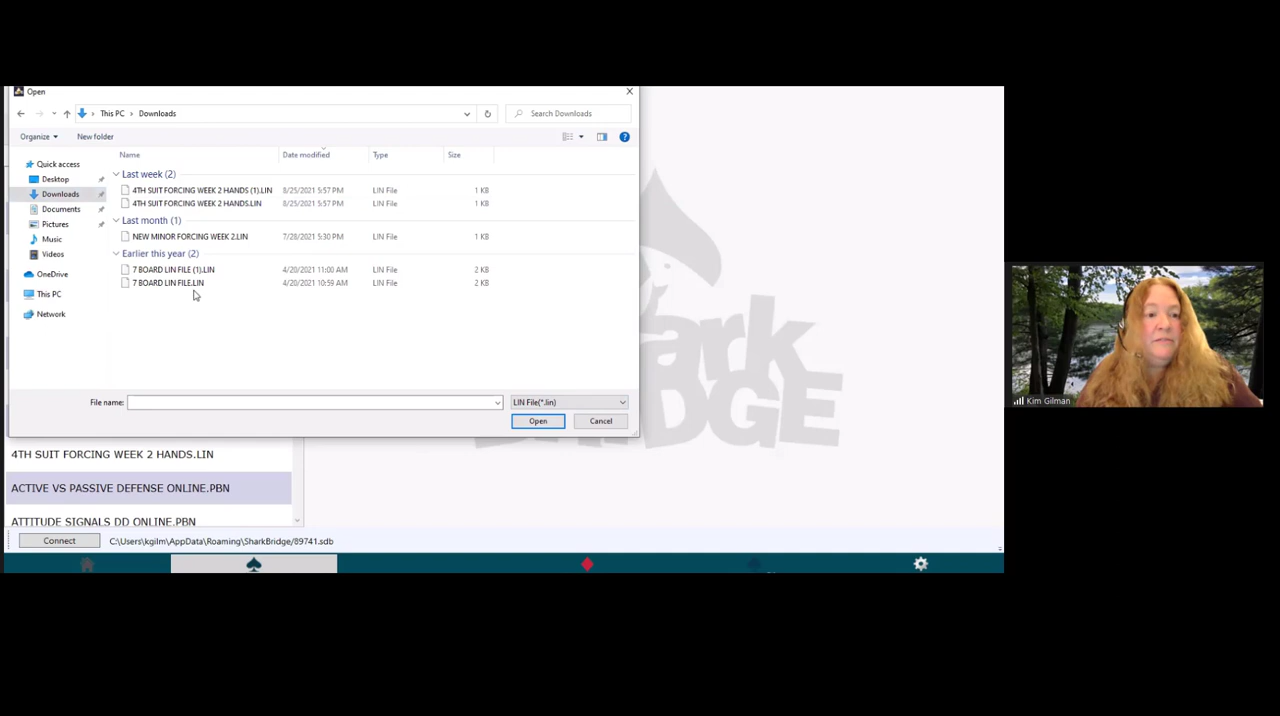 Open
This PC > Downloads
Search Downloads
Organize
New folder
Name Date modified Type Size
Quick access
Desktop
Downloads
Documents
Pictures
Music
Videos
OneDrive
This PC
Network
Last week (2)
4TH SUIT FORCING WEEK 2 HANDS (1).LIN 8/25/2021 5:57 PM LIN File 1 KB
4TH SUIT FORCING WEEK 2 HANDS.LIN 8/25/2021 5:57 PM LIN File 1 KB
Last month (1)
NEW MINOR FORCING WEEK 2.LIN 7/28/2021 5:30 PM LIN File 1 KB
Earlier this year (2)
7 BOARD LIN FILE (1).LIN 4/20/2021 11:00 AM LIN File 2 KB
7 BOARD LIN FILE.LIN 4/20/2021 10:59 AM LIN File 2 KB
File name:
LIN File(*.lin)
Open Cancel
ark
IDGE
4TH SUIT FORCING WEEK 2 HANDS.LIN
ACTIVE VS PASSIVE DEFENSE ONLINE.PBN
ATTITUDE SIGNALS DD ONLINE.PBN
Connect C:\Users\kgilm\AppData\Roaming\SharkBridge/89741.sdb
Kim Gilman